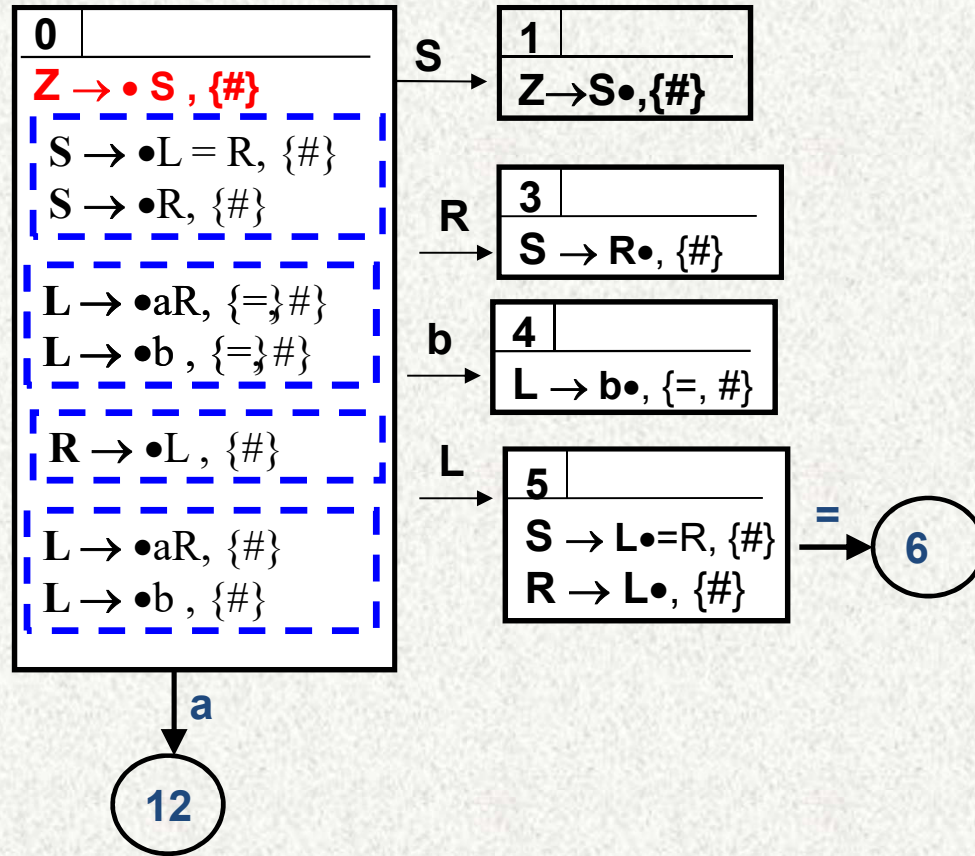 0
Z → • S , {#}
S → •L = R, {#}
S → •R, {#}
L → •aR, {=,#}
L → •b , {=,#}
R → •L , {#}
L → •aR, {#}
L → •b , {#}
S
1
Z→S•,{#}
R
3
S → R•, {#}
b
4
L → b•, {=, #}
L
5
S → L•=R, {#}
R → L•, {#}
=
6
a
12